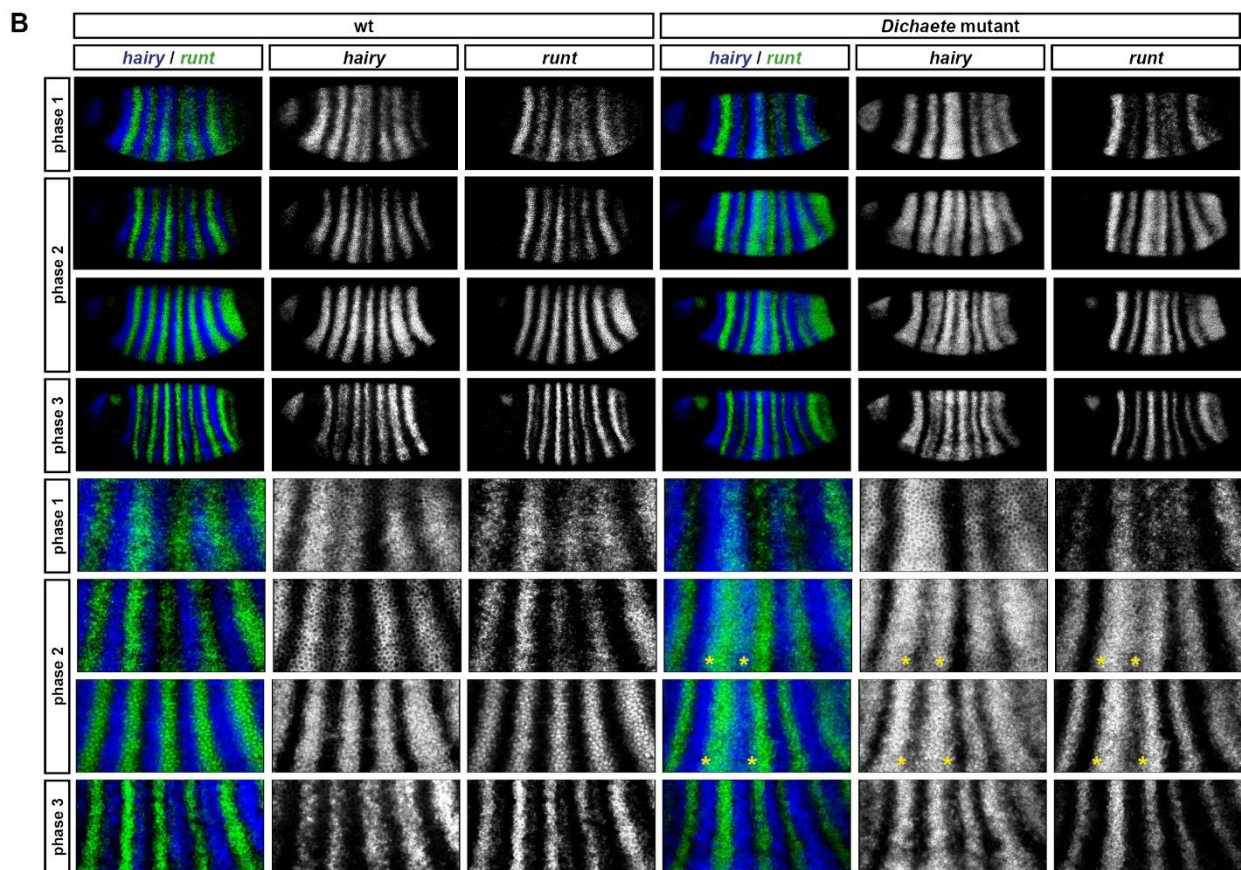 B
wt
Dichaete mutant
hairy / runt
hairy
runt
hairy / runt
hairy
runt
phase 1
phase 2
phase 3
phase 1
* *
* *
* *
phase 2
* *
* *
* *
phase 3